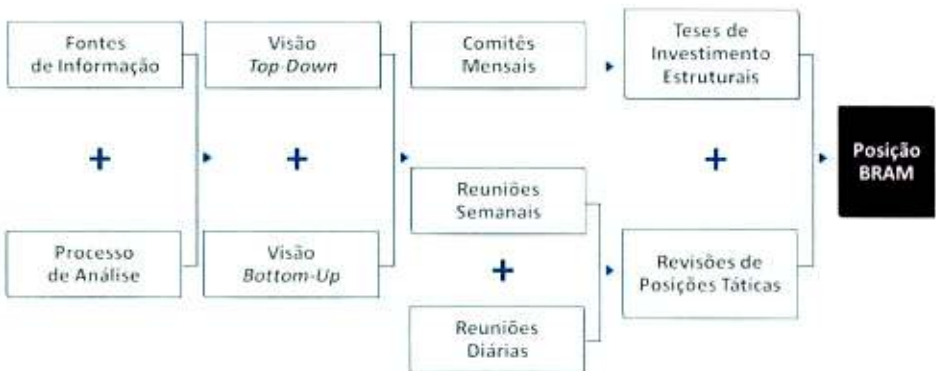 Fontes
de Informação
+
Processo
de Análise
Visão
Top-Down
+
Visão
Bottom-Up
Comitês
Mensais
Reuniões
Semanais
+
Reuniões
Diárias
Teses de
Investimento
Estruturais
+
Revisões de
Posições Táticas
Posição
BRAM